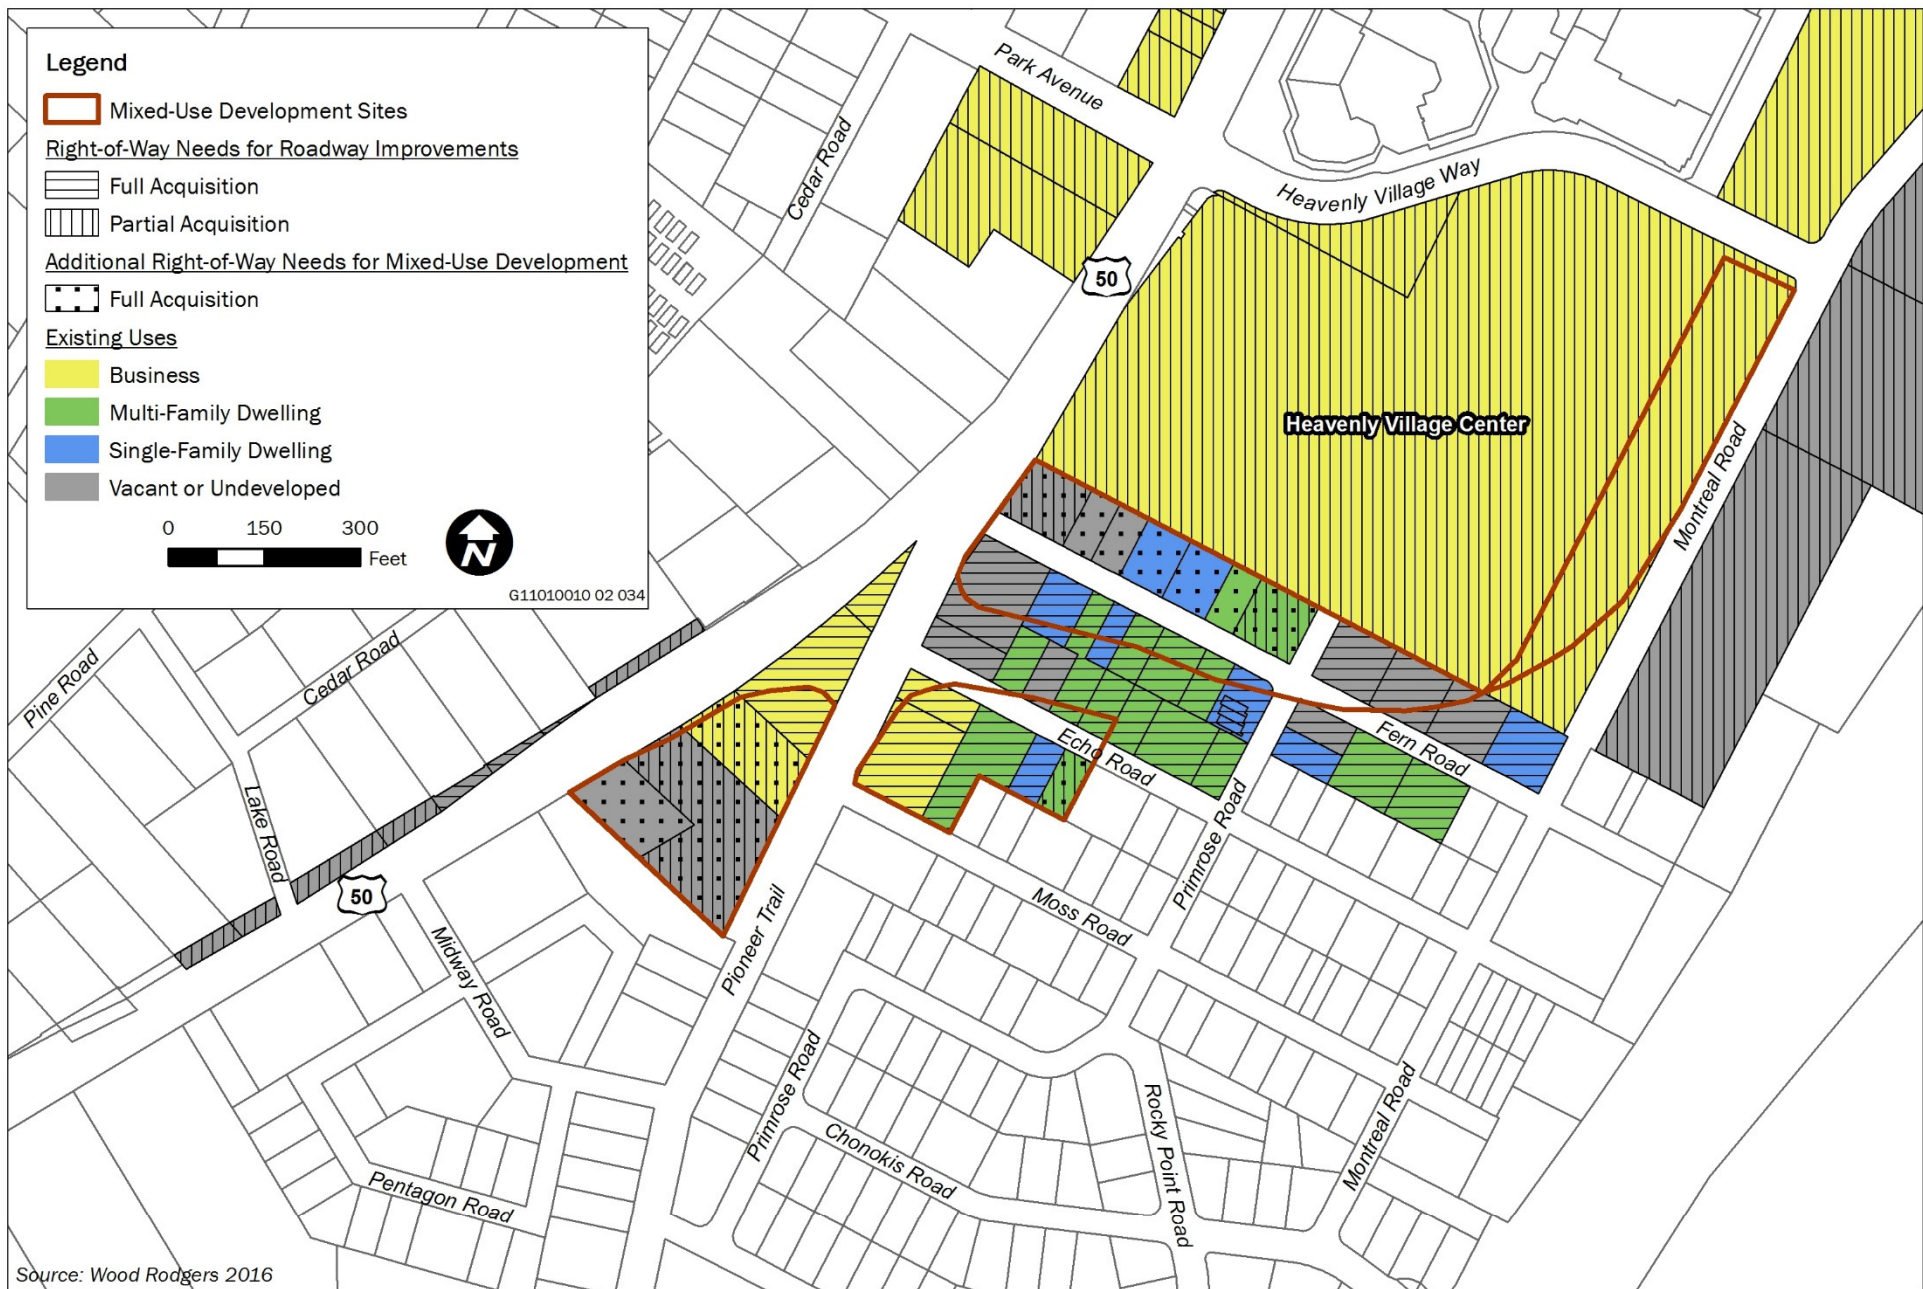 Legend
Mixed-Use Development Sites
Right-of-Way Needs for Roadway Improvements
Full Acquisition
Partial Acquisition
Additional Right-of-Way Needs for Mixed-Use Development
Full Acquisition
Existing Uses
Business
Multi-Family Dwelling
Single-Family Dwelling
Vacant or Undeveloped
0 150 300
Feet
N
G11010010 02 034
Park Avenue
Cedar Road
Heavenly Village Way
50
Heavenly Village Center
Montreal Road
Pine Road
Cedar Road
Lake Road
50
Echo Road
Fern Road
Primrose Road
Moss Road
Pioneer Trail
Midway Road
Primrose Road
Chonokis Road
Rocky Point Road
Montreal Road
Pentagon Road
Source: Wood Rodgers 2016